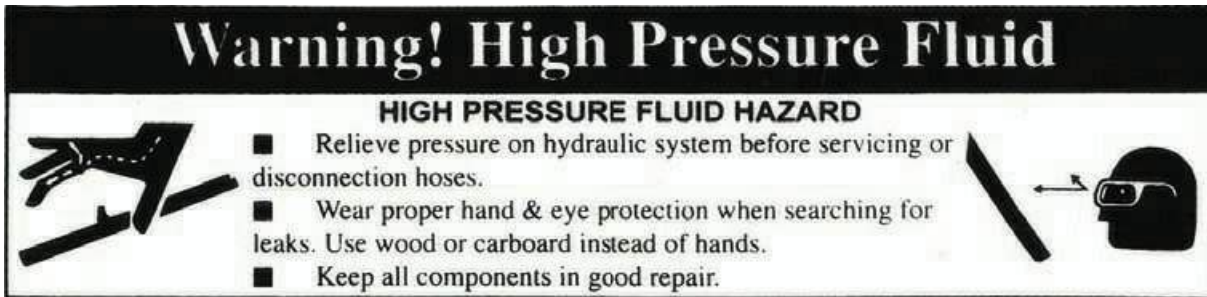 Warning! High Pressure Fluid
HIGH PRESSURE FLUID HAZARD
■ Relieve pressure on hydraulic system before servicing or
disconnection hoses.
■ Wear proper hand & eye protection when searching for
leaks. Use wood or carboard instead of hands.
■ Keep all components in good repair.